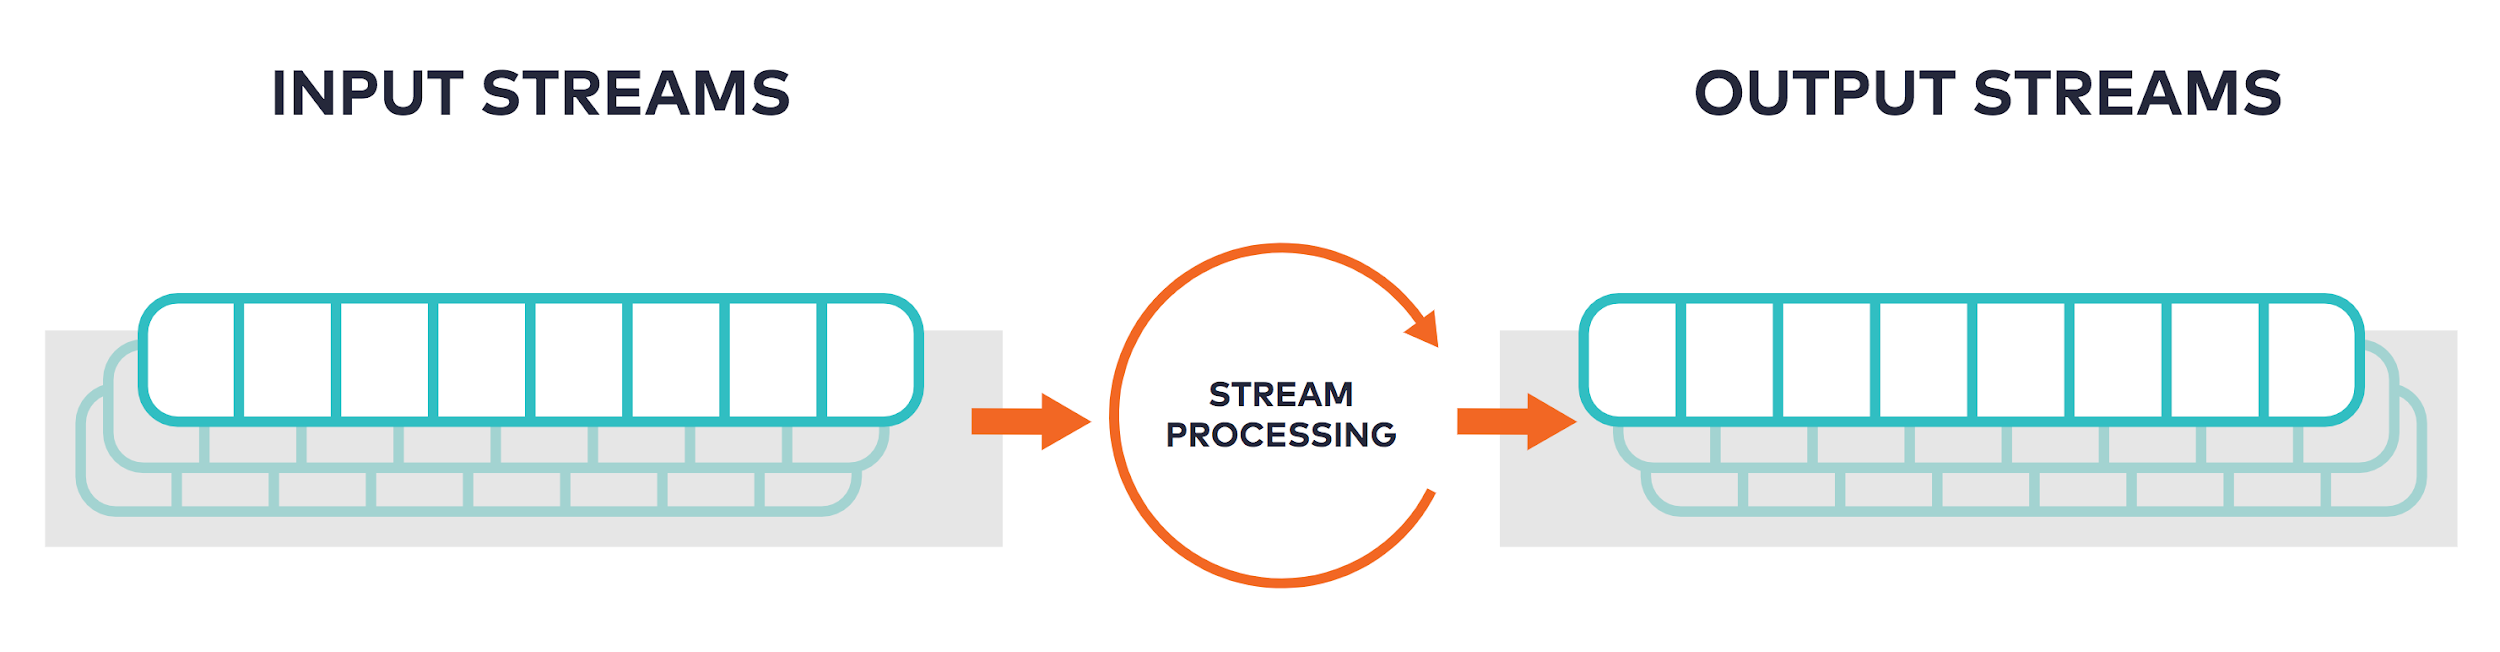 INPUT STREAMS
OUTPUT STREAMS
STREAM
PROCESSING